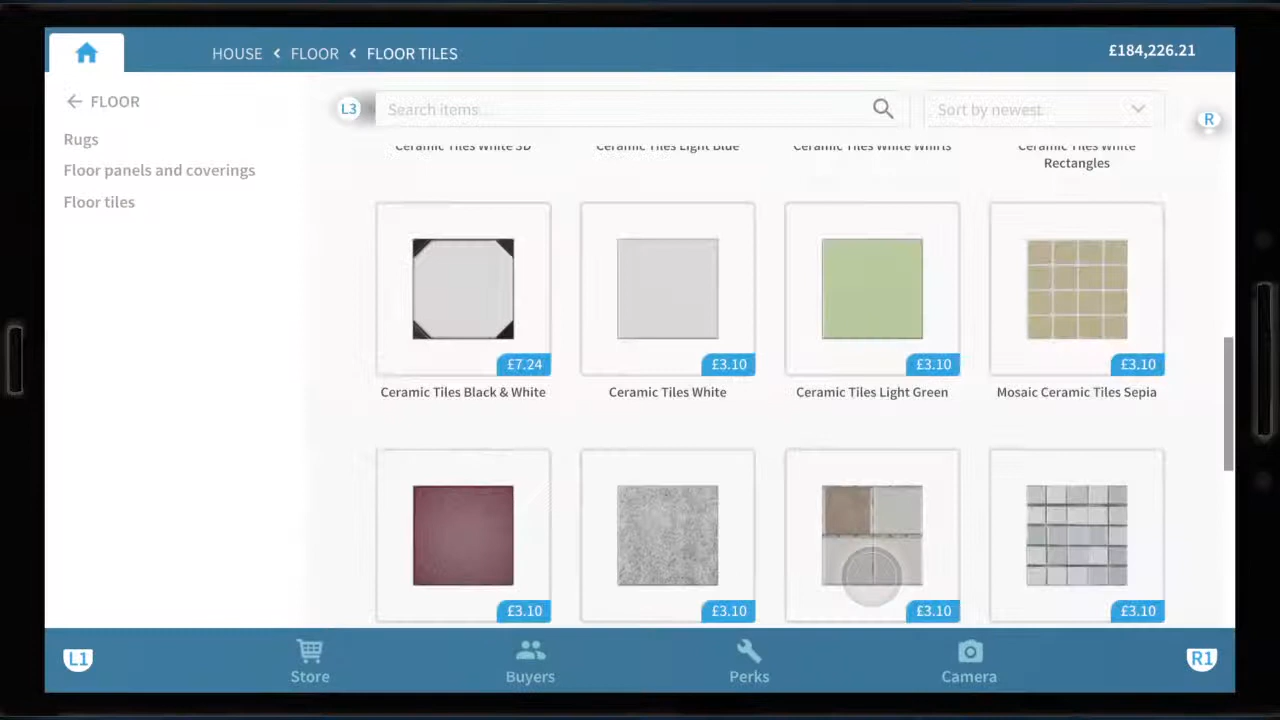 HOUSE < FLOOR < FLOOR TILES
£184,226.21
FLOOR
Rugs
Floor panels and coverings
Floor tiles
L3
Search items...
Sort by newest
R
Ceramic Tiles White 3D
Ceramic Tiles Light Blue
Ceramic Tiles White Whirls
Ceramic Tiles White
Rectangles
£7.24
£3.10
£3.10
£3.10
Ceramic Tiles Black & White
Ceramic Tiles White
Ceramic Tiles Light Green
Mosaic Ceramic Tiles Sepia
£3.10
£3.10
£3.10
£3.10
L1
Store
Buyers
Perks
Camera
R1